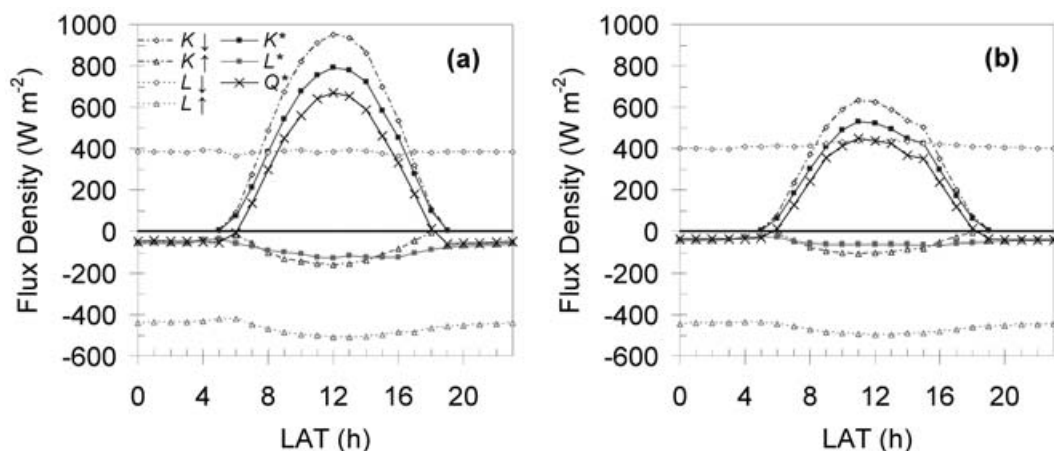 1000
800
600
400
200
0
-200
-400
-600
Flux Density (W m-2)
K↓ K*
K↑ L*
L↓ Q*
L↑
(a)
0 4 8 12 16 20
LAT (h)
1000
800
600
400
200
0
-200
-400
-600
Flux Density (W m-2)
(b)
0 4 8 12 16 20
LAT (h)